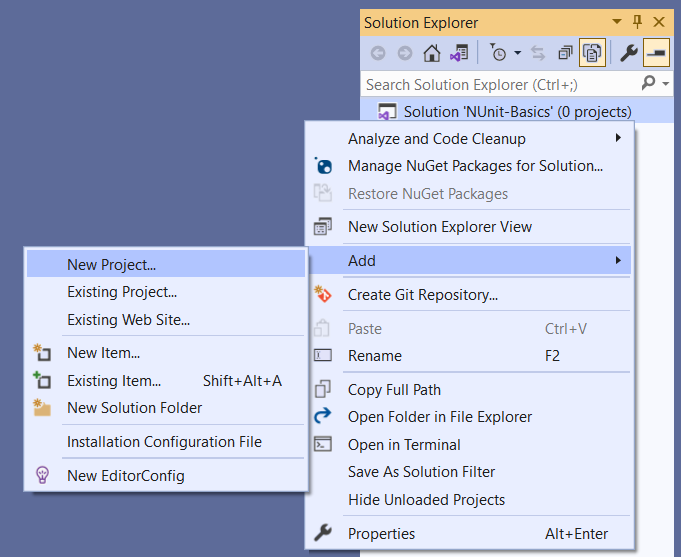 Solution Explorer
Search Solution Explorer (Ctrl+;)
Solution 'NUnit-Basics' (0 projects)
Analyze and Code Cleanup
Manage NuGet Packages for Solution...
Restore NuGet Packages
New Solution Explorer View
Add
Create Git Repository...
Paste Ctrl+V
Rename F2
Copy Full Path
Open Folder in File Explorer
Open in Terminal
Save As Solution Filter
Hide Unloaded Projects
Properties Alt+Enter
New Project...
Existing Project...
Existing Web Site...
New Item...
Existing Item... Shift+Alt+A
New Solution Folder
Installation Configuration File
New EditorConfig